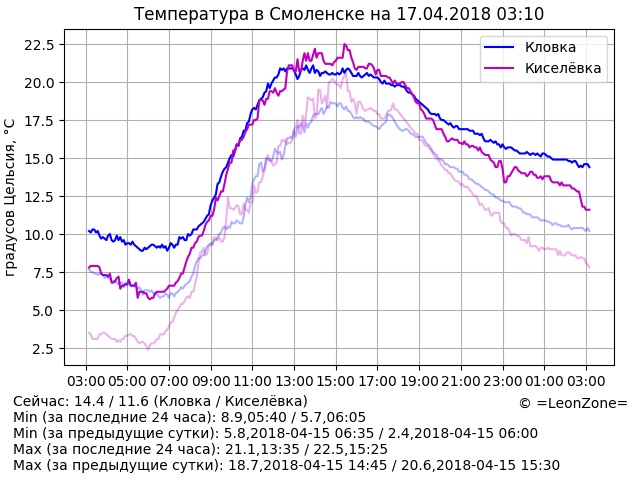 Температура в Смоленске на 17.04.2018 03:10
градусов Цельсия, °C
22.5
20.0
17.5
15.0
12.5
10.0
7.5
5.0
2.5
Кловка
Киселёвка
03:00 05:00 07:00 09:00 11:00 13:00 15:00 17:00 19:00 21:00 23:00 01:00 03:00
Сейчас: 14.4 / 11.6 (Кловка / Киселёвка)
© =LeonZone=
Min (за последние 24 часа): 8.9,05:40 / 5.7,06:05
Min (за предыдущие сутки): 5.8,2018-04-15 06:35 / 2.4,2018-04-15 06:00
Max (за последние 24 часа): 21.1,13:35 / 22.5,15:25
Max (за предыдущие сутки): 18.7,2018-04-15 14:45 / 20.6,2018-04-15 15:30